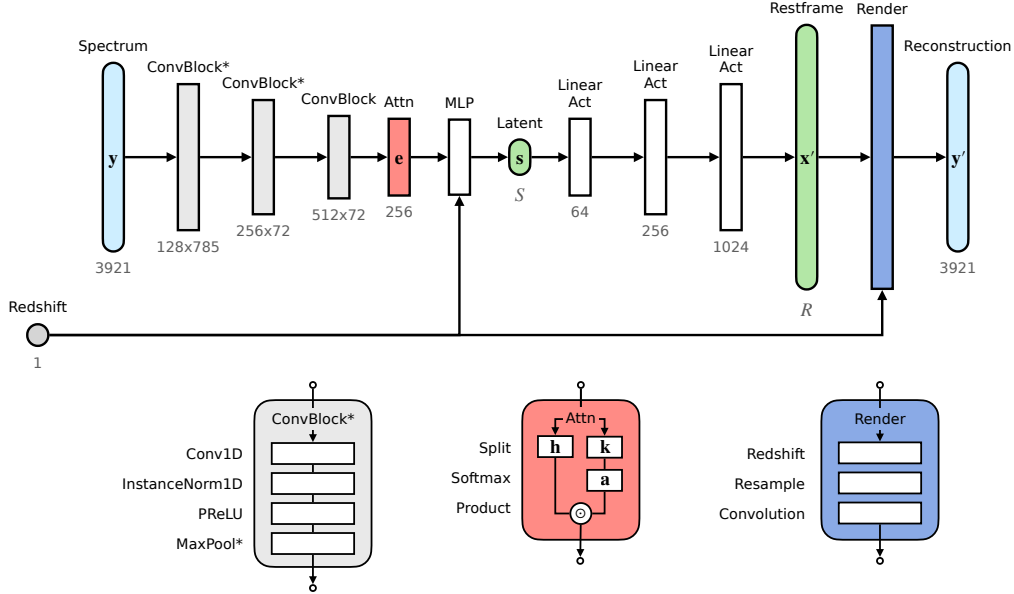 Spectrum
y
3921
ConvBlock*
128x785
ConvBlock*
256x72
ConvBlock
512x72
Attn
e
256
MLP
Latent
s
S
Linear
Act
64
Linear
Act
256
Linear
Act
1024
Restframe
x′
R
Render
Reconstruction
y′
3921
Redshift
1
ConvBlock*
Conv1D
InstanceNorm1D
PReLU
MaxPool*
Attn
Split
h
k
Softmax
a
Product
⊙
Render
Redshift
Resample
Convolution